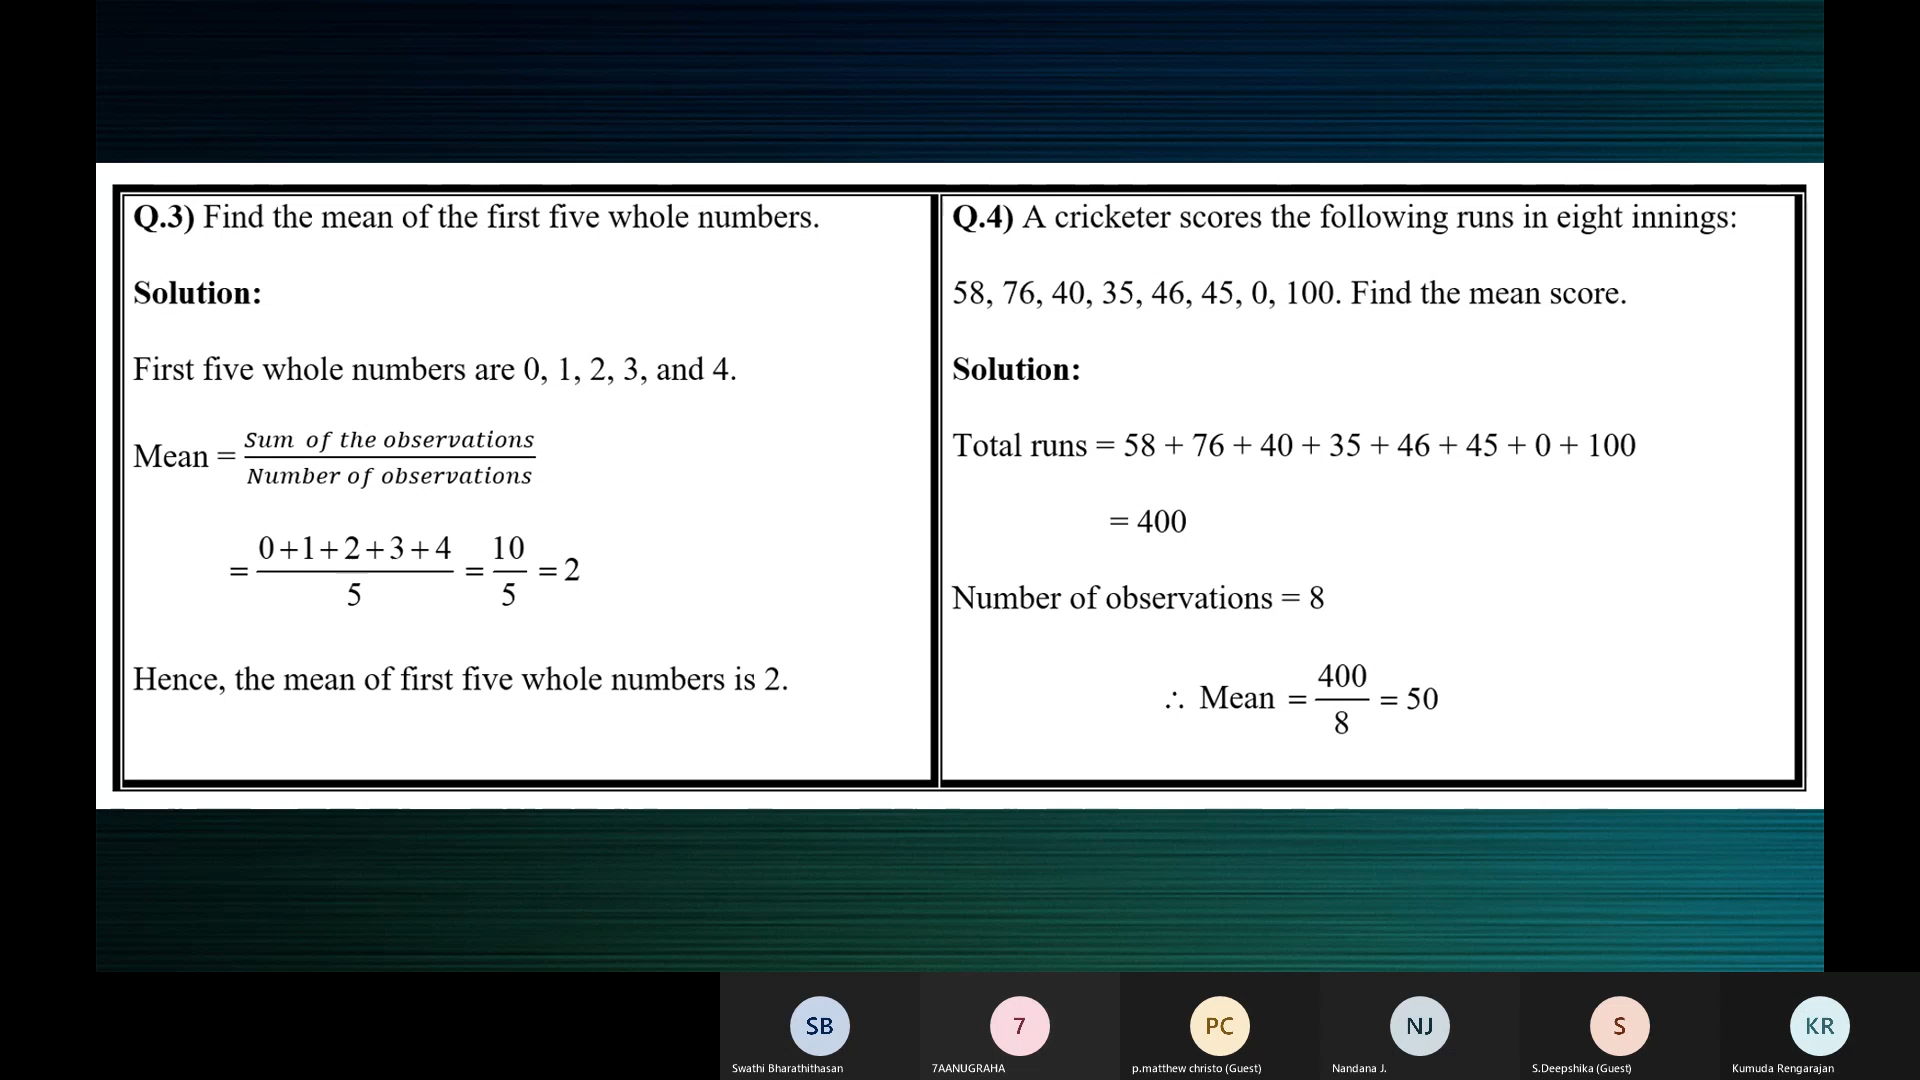 Q.3) Find the mean of the first five whole numbers.
Solution:
First five whole numbers are 0, 1, 2, 3, and 4.
Mean = Sum of the observations / Number of observations
= 0+1+2+3+4 / 5 = 10 / 5 = 2
Hence, the mean of first five whole numbers is 2.
Q.4) A cricketer scores the following runs in eight innings:
58, 76, 40, 35, 46, 45, 0, 100. Find the mean score.
Solution:
Total runs = 58 + 76 + 40 + 35 + 46 + 45 + 0 + 100
= 400
Number of observations = 8
∴ Mean = 400 / 8 = 50
SB
7
PC
NJ
S
KR
Swathi Bharathithasan
7AANUGRAHA
p.matthew christo (Guest)
Nandana J.
S.Deepshika (Guest)
Kumuda Rengarajan